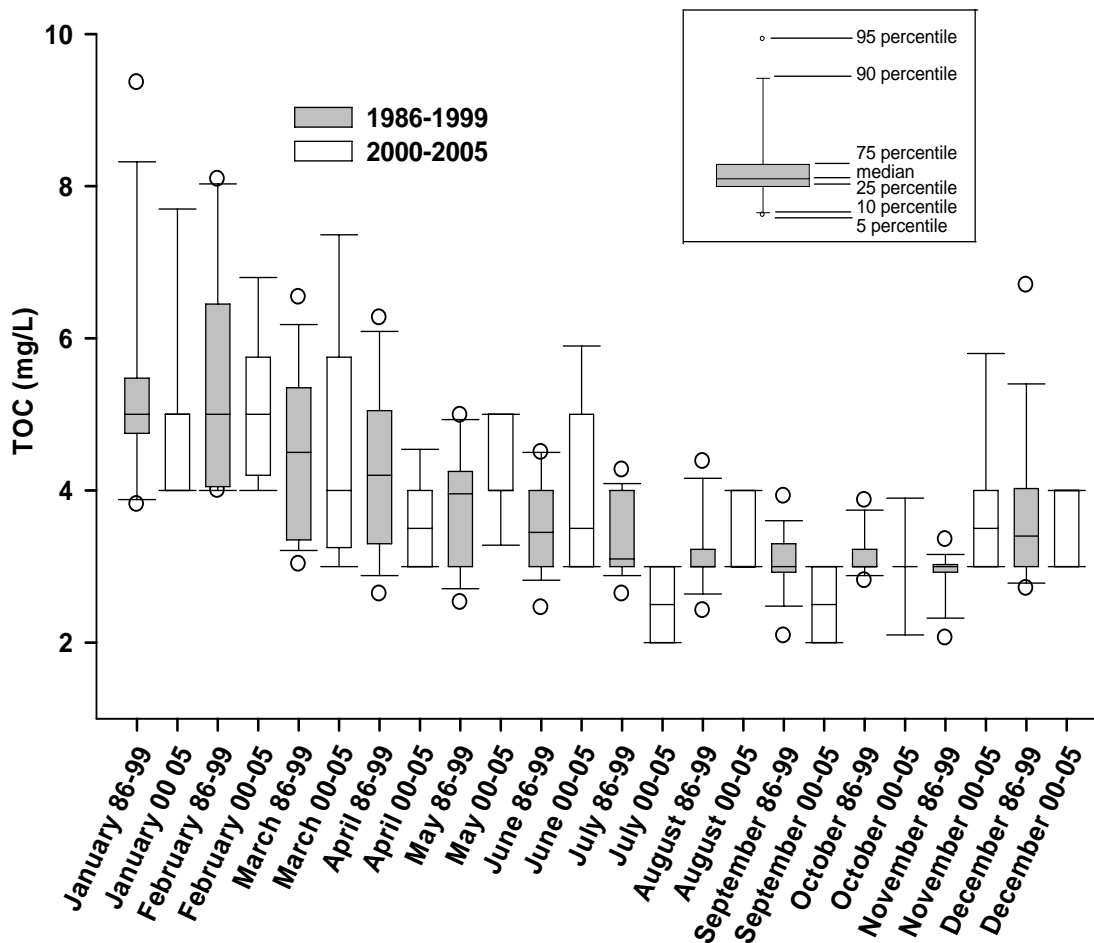 10
8
6
4
2
TOC (mg/L)
1986-1999
2000-2005
95 percentile
90 percentile
75 percentile
median
25 percentile
10 percentile
5 percentile
January 86-99
January 00 05
February 86-99
February 00-05
March 86-99
March 00-05
April 86-99
April 00-05
May 86-99
May 00-05
June 86-99
June 00-05
July 86-99
July 00-05
August 86-99
August 00-05
September 86-99
September 00-05
October 86-99
October 00-05
November 86-99
November 00-05
December 86-99
December 00-05